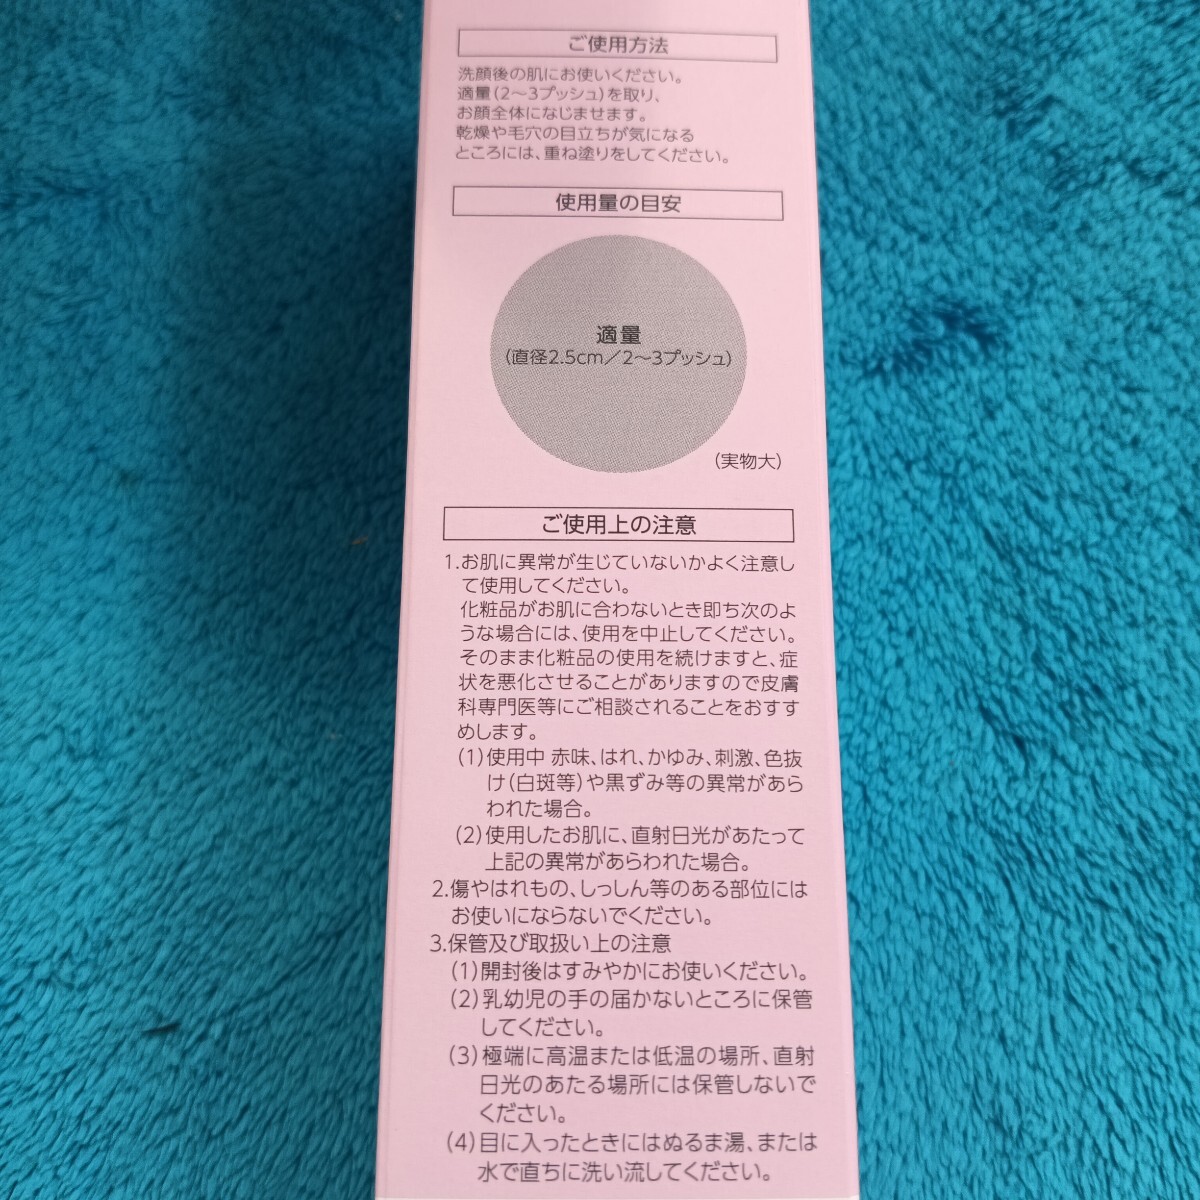 ご使用方法
洗顔後の肌にお使いください。
適量(2〜3プッシュ)を取り、
お顔全体になじませます。
乾燥や毛穴の目立ちが気になる
ところには、重ね塗りをしてください。
使用量の目安
適量
(直径2.5cm/2〜3プッシュ)
(実物大)
ご使用上の注意
1.お肌に異常が生じていないかよく注意し
て使用してください。
化粧品がお肌に合わないとき即ち次のよ
うな場合には、使用を中止してください。
そのまま化粧品の使用を続けますと、症
状を悪化させることがありますので皮膚
科専門医等にご相談されることをおすす
めします。
(1)使用中 赤味、はれ、かゆみ、刺激、色抜
け(白斑等)や黒ずみ等の異常があら
われた場合。
(2)使用したお肌に、直射日光があたって
上記の異常があらわれた場合。
2.傷やはれもの、しっしん等のある部位には
お使いにならないでください。
3.保管及び取扱い上の注意
(1)開封後はすみやかにお使いください。
(2)乳幼児の手の届かないところに保管
してください。
(3)極端に高温または低温の場所、直射
日光のあたる場所には保管しないで
ください。
(4)目に入ったときにはぬるま湯、または
水で直ちに洗い流してください。